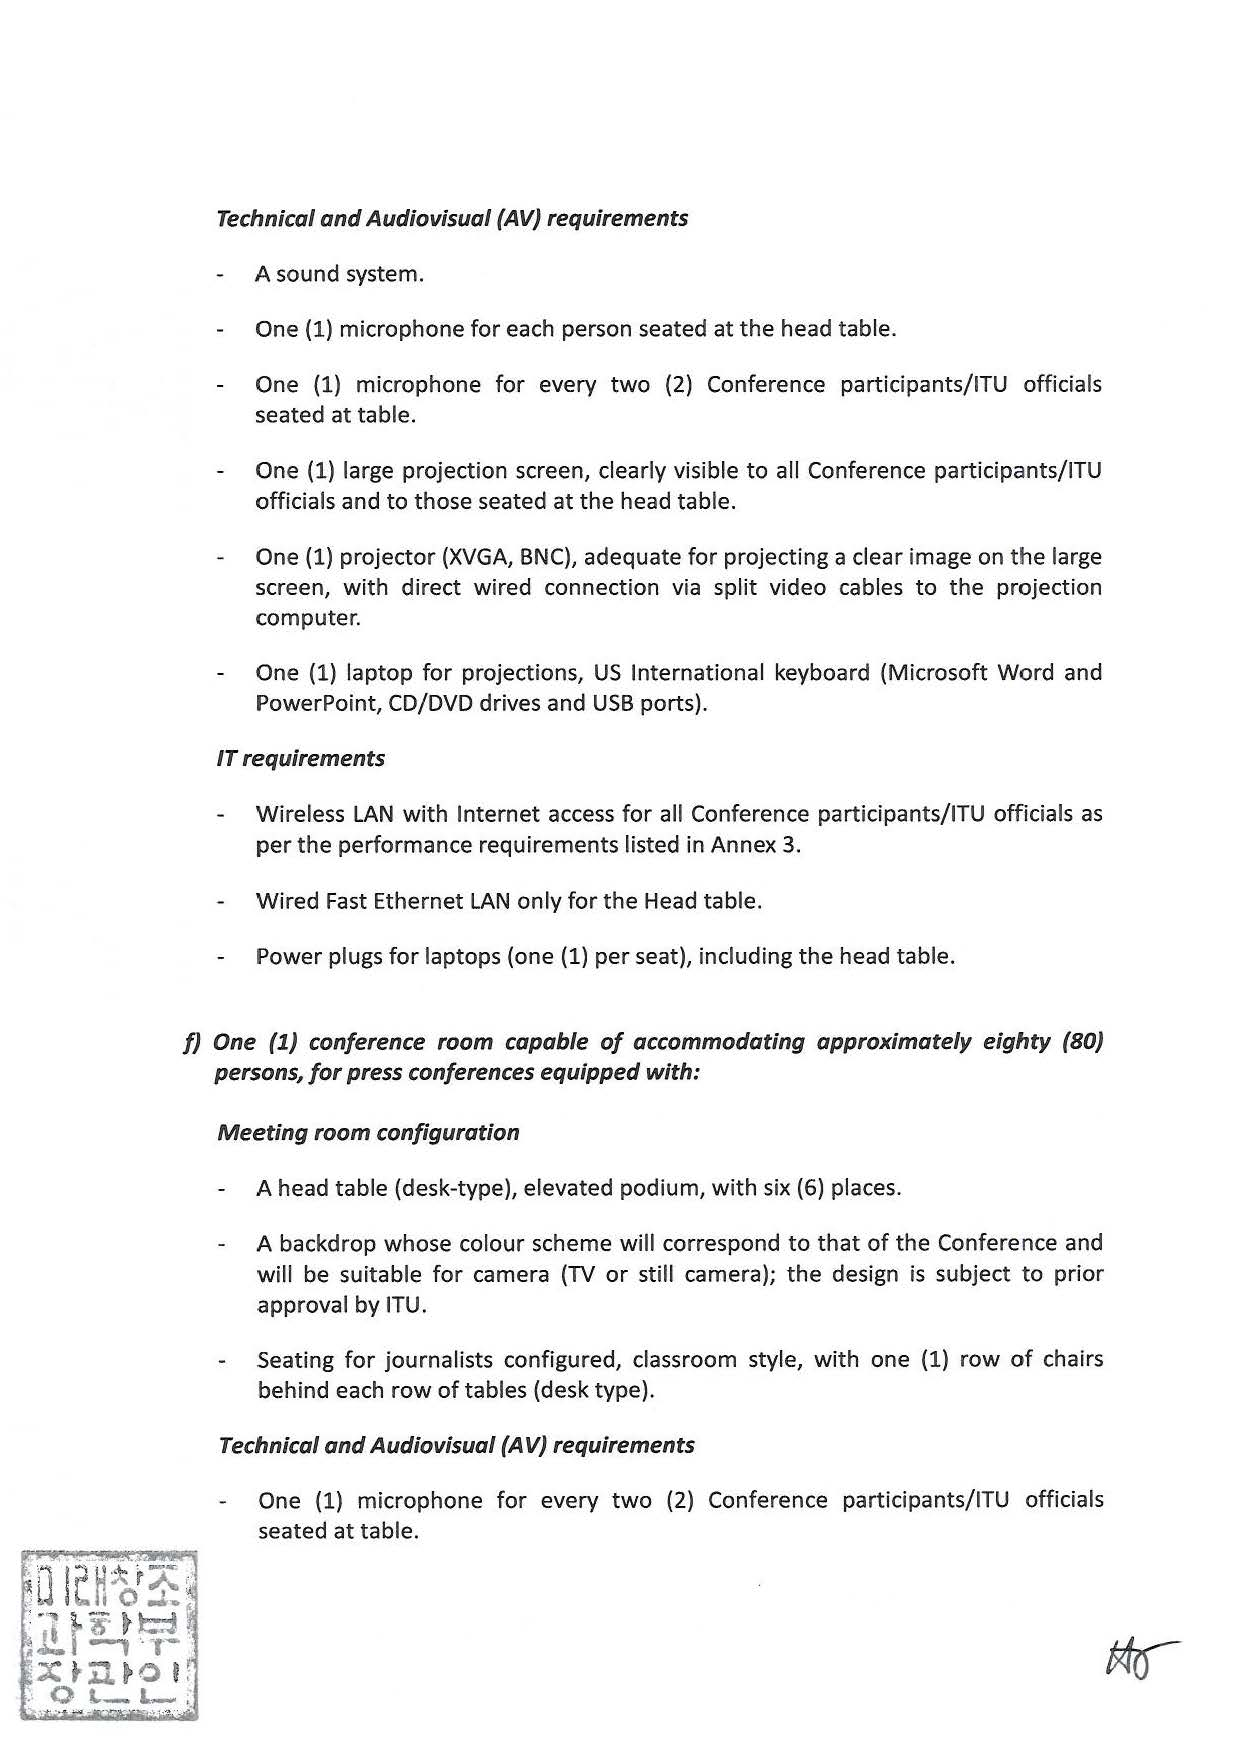 Technical and Audiovisual (AV) requirements
- A sound system.
- One (1) microphone for each person seated at the head table.
- One (1) microphone for every two (2) Conference participants/ITU officials
seated at table.
- One (1) large projection screen, clearly visible to all Conference participants/ITU
officials and to those seated at the head table.
- One (1) projector (XVGA, BNC), adequate for projecting a clear image on the large
screen, with direct wired connection via split video cables to the projection
computer.
- One (1) laptop for projections, US International keyboard (Microsoft Word and
PowerPoint, CD/DVD drives and USB ports).
IT requirements
- Wireless LAN with Internet access for all Conference participants/ITU officials as
per the performance requirements listed in Annex 3.
- Wired Fast Ethernet LAN only for the Head table.
- Power plugs for laptops (one (1) per seat), including the head table.
f) One (1) conference room capable of accommodating approximately eighty (80)
persons, for press conferences equipped with:
Meeting room configuration
- A head table (desk-type), elevated podium, with six (6) places.
- A backdrop whose colour scheme will correspond to that of the Conference and
will be suitable for camera (TV or still camera); the design is subject to prior
approval by ITU.
- Seating for journalists configured, classroom style, with one (1) row of chairs
behind each row of tables (desk type).
Technical and Audiovisual (AV) requirements
- One (1) microphone for every two (2) Conference participants/ITU officials
seated at table.
미래창조
과학부
장관인